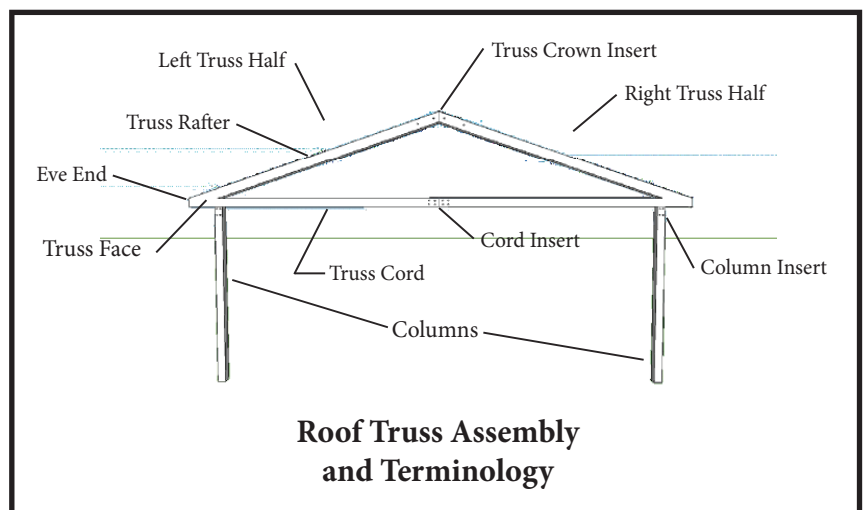 Left Truss Half
Truss Crown Insert
Right Truss Half
Truss Rafter
Eve End
Truss Face
Cord Insert
Truss Cord
Column Insert
Columns
Roof Truss Assembly
and Terminology